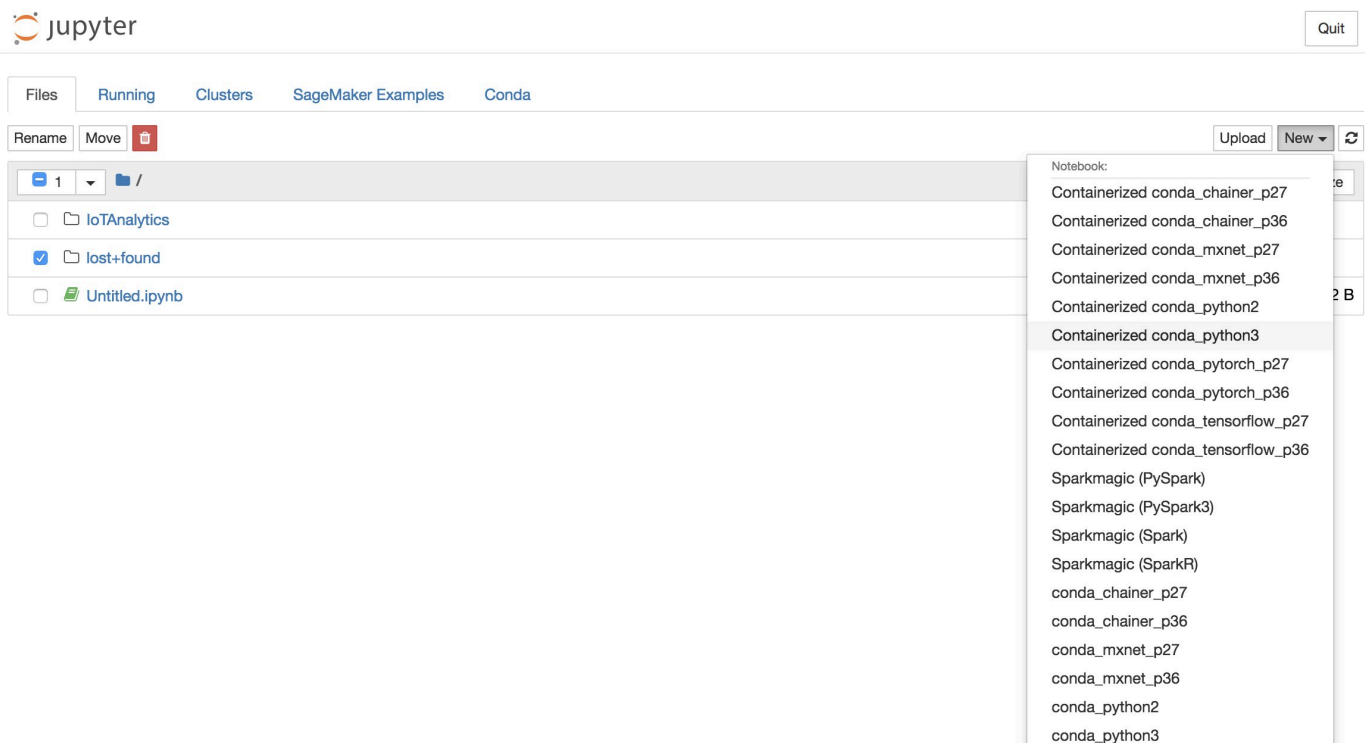 jupyter
Quit
Files Running Clusters SageMaker Examples Conda
Rename Move Upload New
1 /
IoTAnalytics
lost+found
Untitled.ipynb 2 B
Notebook:
Containerized conda_chainer_p27
Containerized conda_chainer_p36
Containerized conda_mxnet_p27
Containerized conda_mxnet_p36
Containerized conda_python2
Containerized conda_python3
Containerized conda_pytorch_p27
Containerized conda_pytorch_p36
Containerized conda_tensorflow_p27
Containerized conda_tensorflow_p36
Sparkmagic (PySpark)
Sparkmagic (PySpark3)
Sparkmagic (Spark)
Sparkmagic (SparkR)
conda_chainer_p27
conda_chainer_p36
conda_mxnet_p27
conda_mxnet_p36
conda_python2
conda_python3